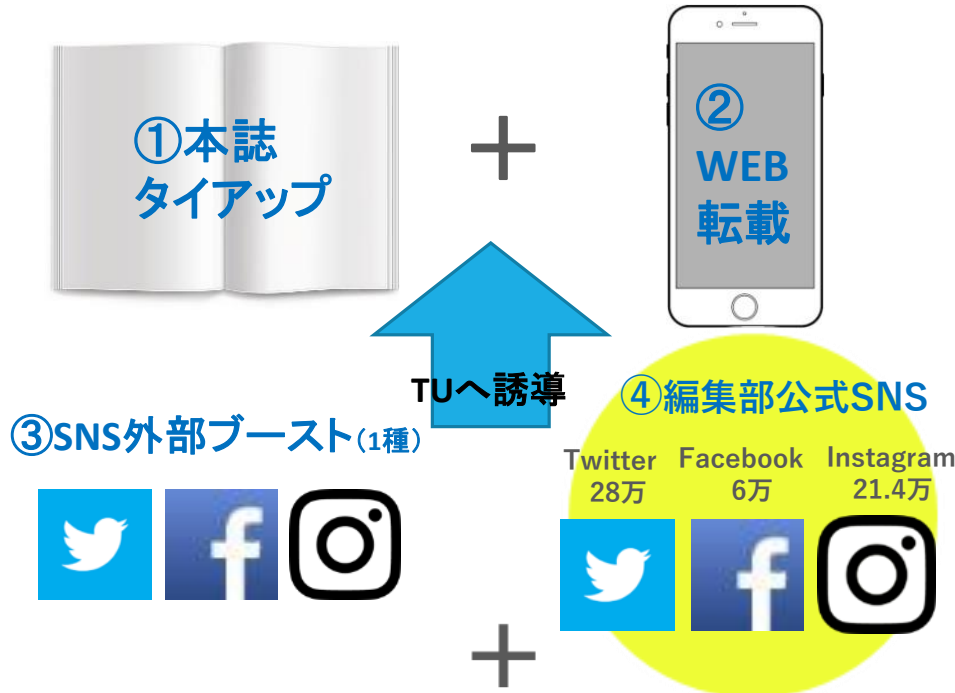 ①本誌
タイアップ
+
②
WEB
転載
TUへ誘導
③SNS外部ブースト(1種)
④編集部公式SNS
Twitter Facebook Instagram
28万 6万 21.4万
+